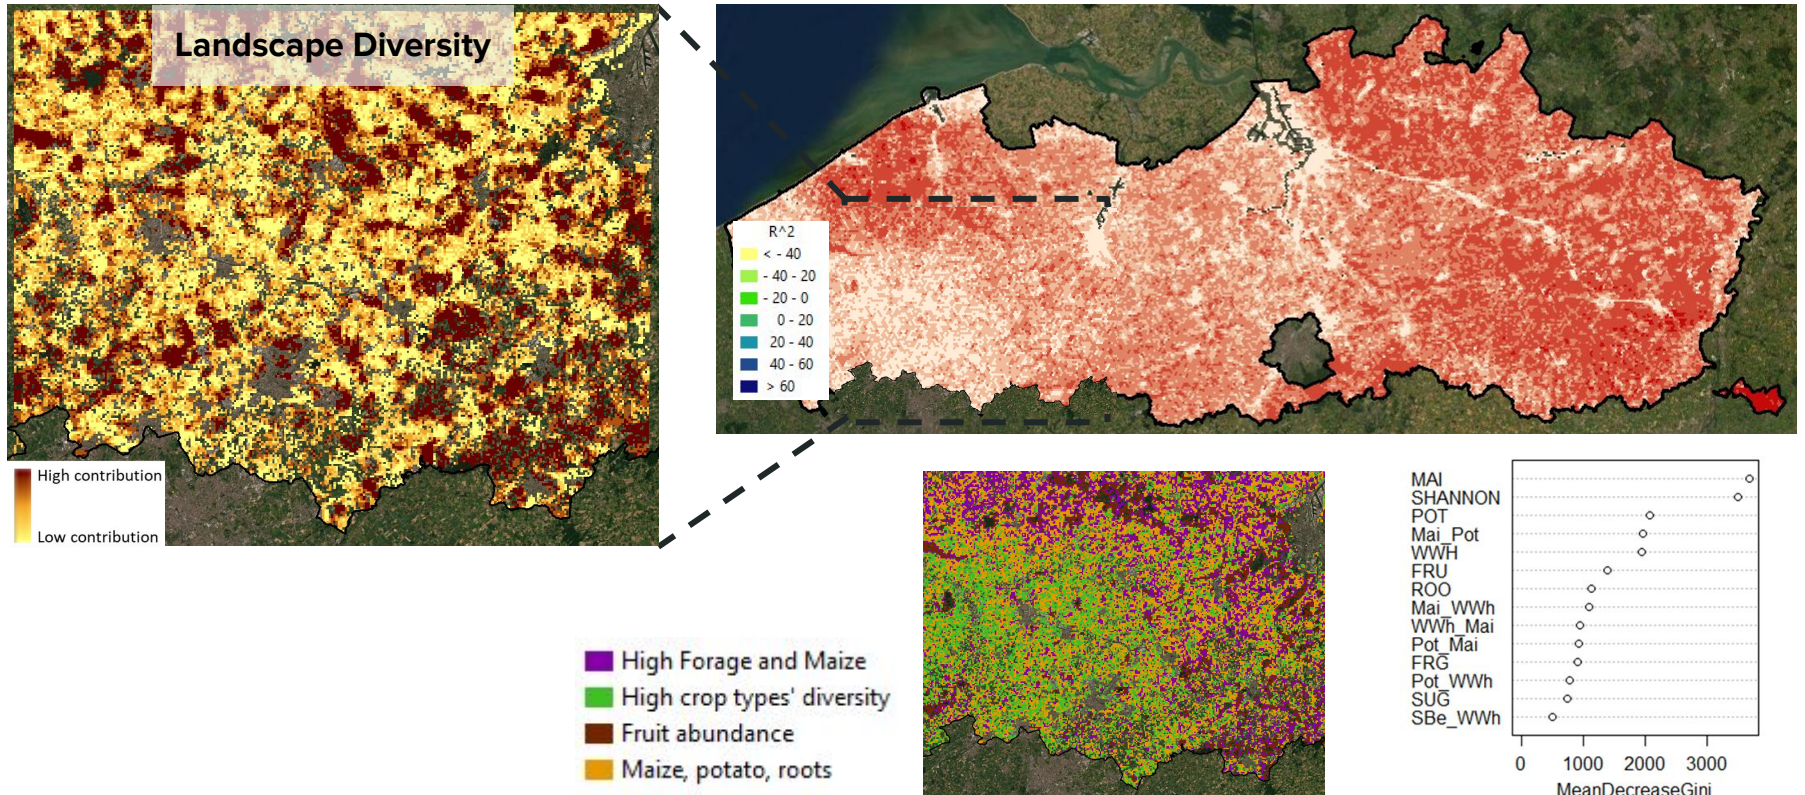 Landscape Diversity
High contribution
Low contribution
R^2
< - 40
- 40 - 20
- 20 - 0
0 - 20
20 - 40
40 - 60
> 60
High Forage and Maize
High crop types' diversity
Fruit abundance
Maize, potato, roots
MAI
SHANNON
POT
Mai_Pot
WWH
FRU
ROO
Mai_WWh
WWh_Mai
Pot_Mai
FRG
Pot_WWh
SUG
SBe_WWh
0 1000 2000 3000
MeanDecreaseGini